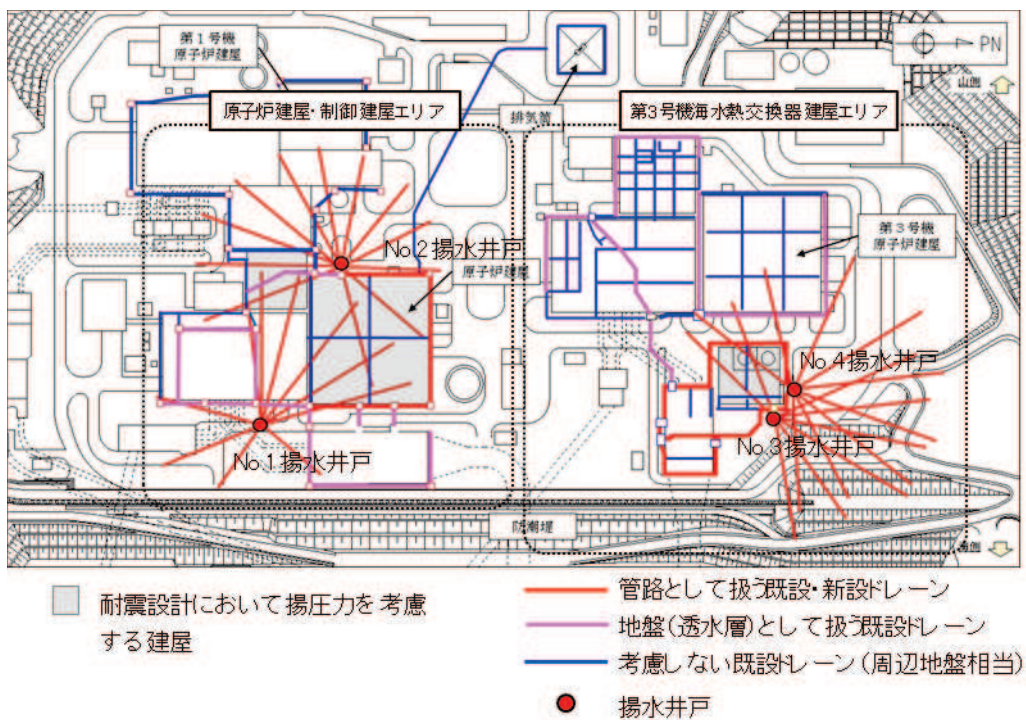 第1号機
原子炉建屋
PN
山側
原子炉建屋・制御建屋エリア
排気筒
第3号機海水熱交換器建屋エリア
第3号機
原子炉建屋
No.2揚水井戸
原子炉建屋
No.4揚水井戸
No.3揚水井戸
No.1揚水井戸
防潮堤
海側
耐震設計において揚圧力を考慮
する建屋
管路として扱う既設・新設ドレーン
地盤(透水層)として扱う既設ドレーン
考慮しない既設ドレーン(周辺地盤相当)
揚水井戸